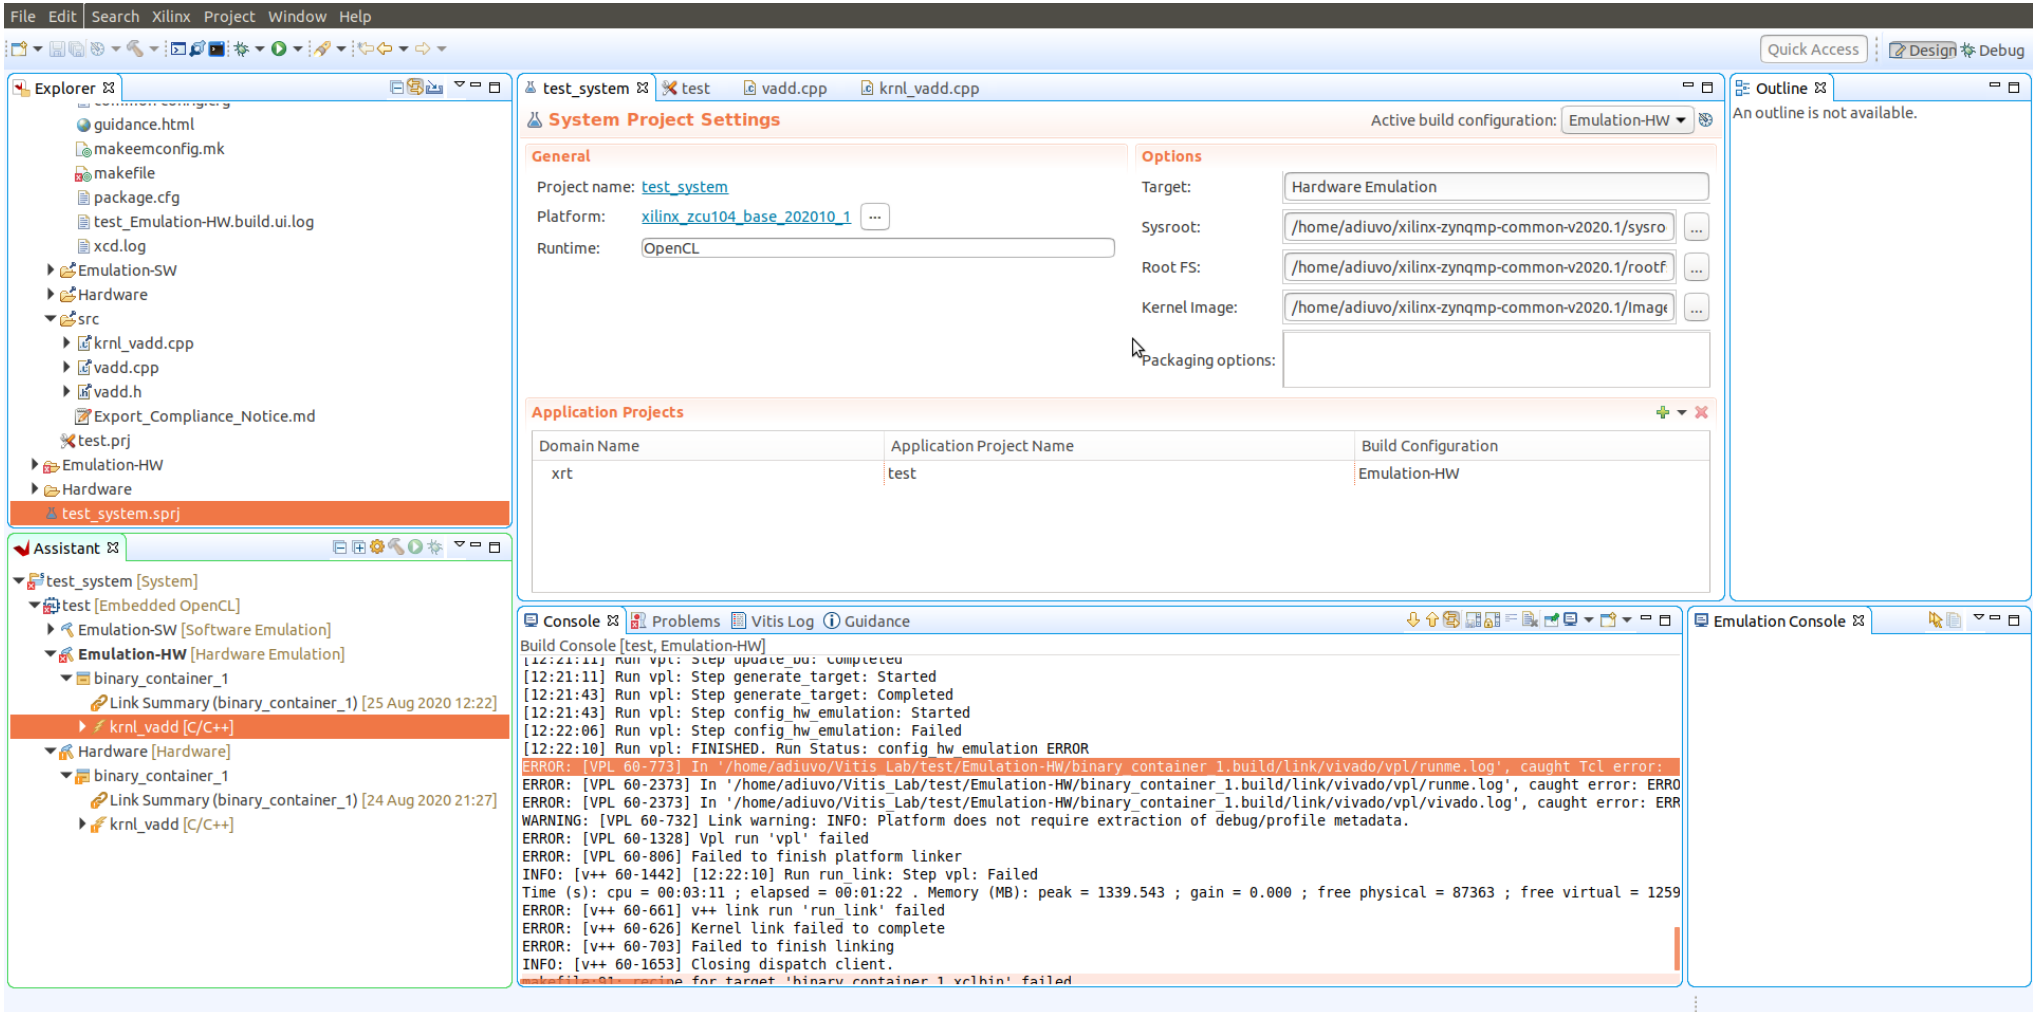 File Edit Search Xilinx Project Window Help
Quick Access Design Debug
Explorer
guidance.html
makeemconfig.mk
makefile
package.cfg
test_Emulation-HW.build.ui.log
xcd.log
Emulation-SW
Hardware
src
krnl_vadd.cpp
vadd.cpp
vadd.h
Export_Compliance_Notice.md
test.prj
Emulation-HW
Hardware
test_system.sprj
Assistant
test_system [System]
test [Embedded OpenCL]
Emulation-SW [Software Emulation]
Emulation-HW [Hardware Emulation]
binary_container_1
Link Summary (binary_container_1) [25 Aug 2020 12:22]
krnl_vadd [C/C++]
Hardware [Hardware]
binary_container_1
Link Summary (binary_container_1) [24 Aug 2020 21:27]
krnl_vadd [C/C++]
test_system test vadd.cpp krnl_vadd.cpp
System Project Settings
Active build configuration: Emulation-HW
General
Project name: test_system
Platform: xilinx_zcu104_base_202010_1 ...
Runtime: OpenCL
Options
Target: Hardware Emulation
Sysroot: /home/adiuvo/xilinx-zynqmp-common-v2020.1/sysro ...
Root FS: /home/adiuvo/xilinx-zynqmp-common-v2020.1/rootf ...
Kernel Image: /home/adiuvo/xilinx-zynqmp-common-v2020.1/Image ...
Packaging options:
Application Projects
Domain Name Application Project Name Build Configuration
xrt test Emulation-HW
Console Problems Vitis Log Guidance
Build Console [test, Emulation-HW]
[12:21:11] Run vpl: Step update_bd: Completed
[12:21:11] Run vpl: Step generate_target: Started
[12:21:43] Run vpl: Step generate_target: Completed
[12:21:43] Run vpl: Step config_hw_emulation: Started
[12:22:06] Run vpl: Step config_hw_emulation: Failed
[12:22:10] Run vpl: FINISHED. Run Status: config_hw_emulation ERROR
ERROR: [VPL 60-773] In '/home/adiuvo/Vitis_Lab/test/Emulation-HW/binary_container_1.build/link/vivado/vpl/runme.log', caught Tcl error:
ERROR: [VPL 60-2373] In '/home/adiuvo/Vitis_Lab/test/Emulation-HW/binary_container_1.build/link/vivado/vpl/runme.log', caught error: ERRO
ERROR: [VPL 60-2373] In '/home/adiuvo/Vitis_Lab/test/Emulation-HW/binary_container_1.build/link/vivado/vpl/vivado.log', caught error: ERR
WARNING: [VPL 60-732] Link warning: INFO: Platform does not require extraction of debug/profile metadata.
ERROR: [VPL 60-1328] Vpl run 'vpl' failed
ERROR: [VPL 60-806] Failed to finish platform linker
INFO: [v++ 60-1442] [12:22:10] Run run_link: Step vpl: Failed
Time (s): cpu = 00:03:11 ; elapsed = 00:01:22 . Memory (MB): peak = 1339.543 ; gain = 0.000 ; free physical = 87363 ; free virtual = 1259
ERROR: [v++ 60-661] v++ link run 'run_link' failed
ERROR: [v++ 60-626] Kernel link failed to complete
ERROR: [v++ 60-703] Failed to finish linking
INFO: [v++ 60-1653] Closing dispatch client.
makefile:91: recipe for target 'binary_container_1.xclbin' failed
Outline
An outline is not available.
Emulation Console